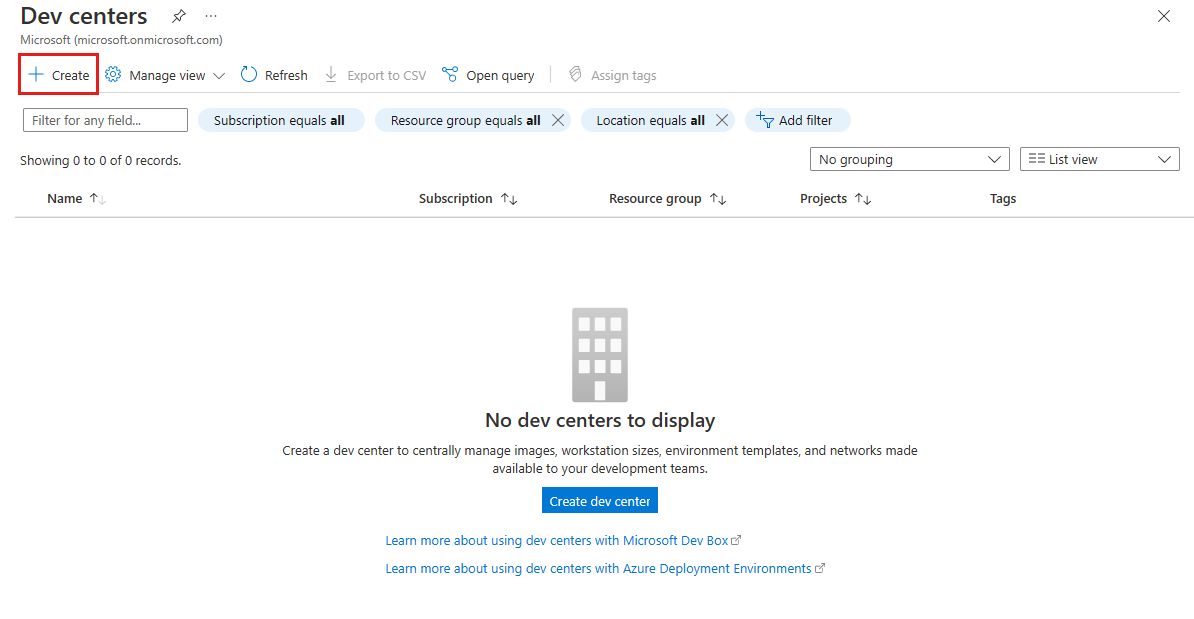 Dev centers
Microsoft (microsoft.onmicrosoft.com)
Create Manage view Refresh Export to CSV Open query Assign tags
Filter for any field... Subscription equals all Resource group equals all Location equals all Add filter
Showing 0 to 0 of 0 records. No grouping List view
Name Subscription Resource group Projects Tags
No dev centers to display
Create a dev center to centrally manage images, workstation sizes, environment templates, and networks made
available to your development teams.
Create dev center
Learn more about using dev centers with Microsoft Dev Box
Learn more about using dev centers with Azure Deployment Environments